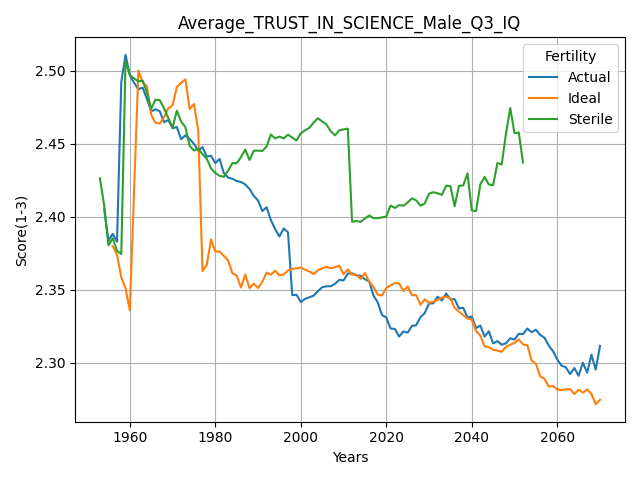 Average_TRUST_IN_SCIENCE_Male_Q3_IQ
Fertility
Actual
Ideal
Sterile
Score(1-3)
2.50
2.45
2.40
2.35
2.30
1960 1980 2000 2020 2040 2060
Years